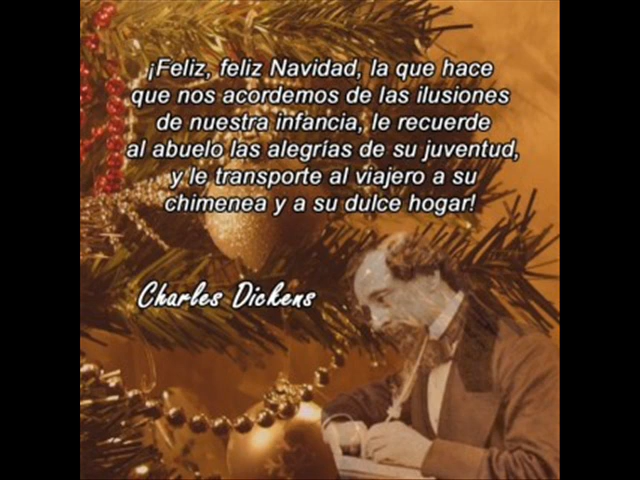 ¡Feliz, feliz Navidad, la que hace
que nos acordemos de las ilusiones
de nuestra infancia, le recuerde
al abuelo las alegrías de su juventud,
y le transporte al viajero a su
chimenea y a su dulce hogar!
Charles Dickens